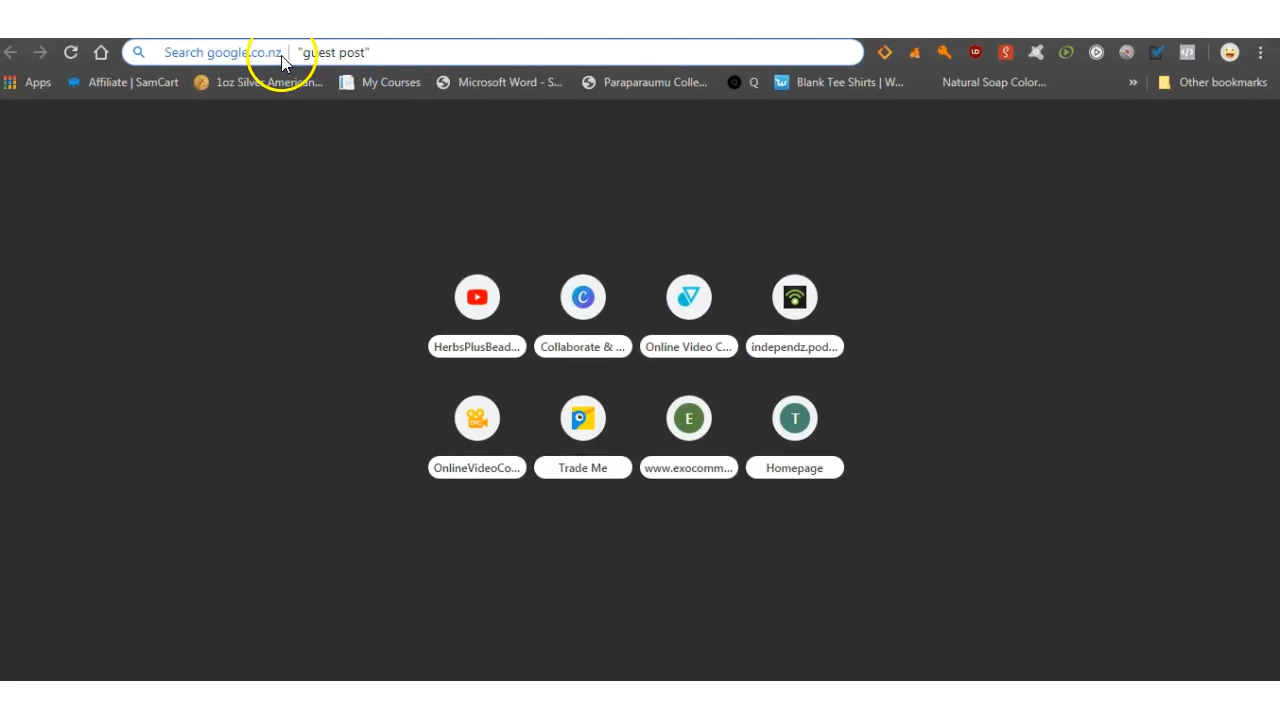 Search google.co.nz | "guest post"
Apps Affiliate | SamCart 1oz Silver American... My Courses Microsoft Word - S... Paraparaumu Colle... Q Blank Tee Shirts | W... Natural Soap Color... » Other bookmarks
HerbsPlusBead... Collaborate & ... Online Video C... independz.pod...
E T
OnlineVideoCo... Trade Me www.exocomm... Homepage